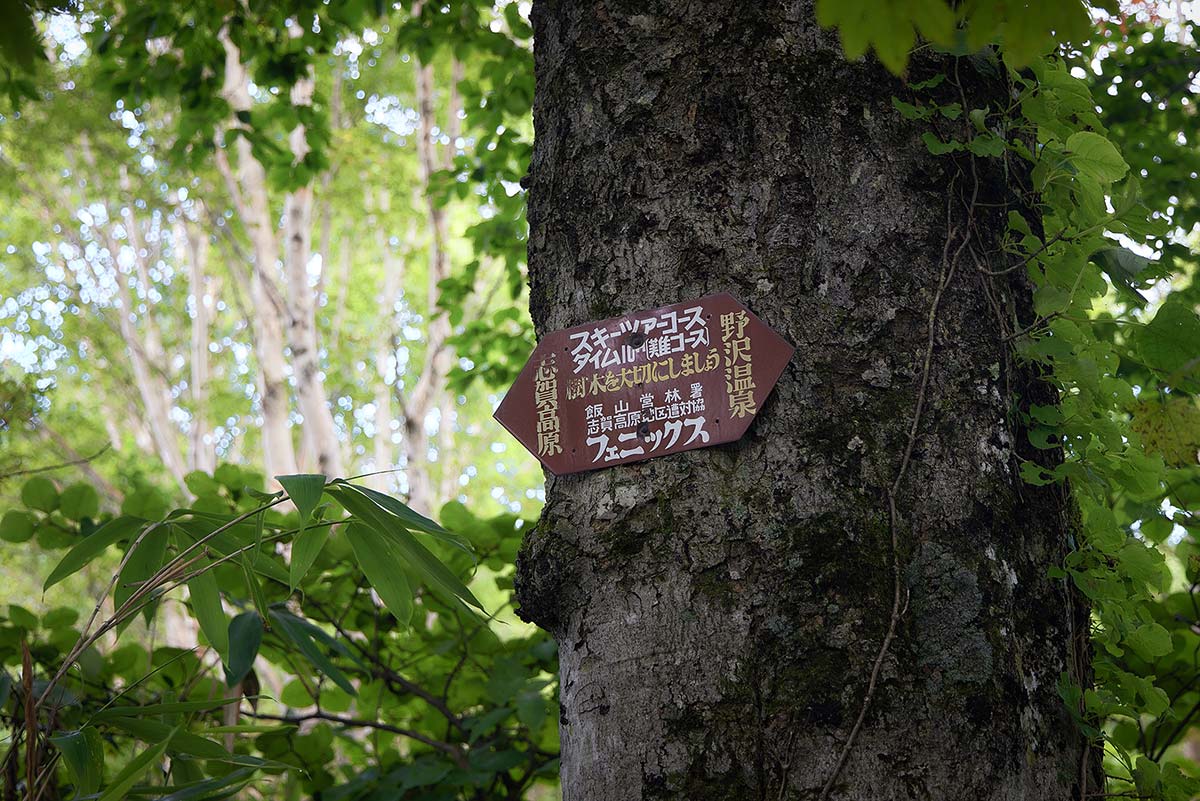 スキーツアーコース
タイムルート(難コース)
樹木を大切にしましょう
飯山営林署
志賀高原地区遭対協
フェニックス
志賀高原
野沢温泉